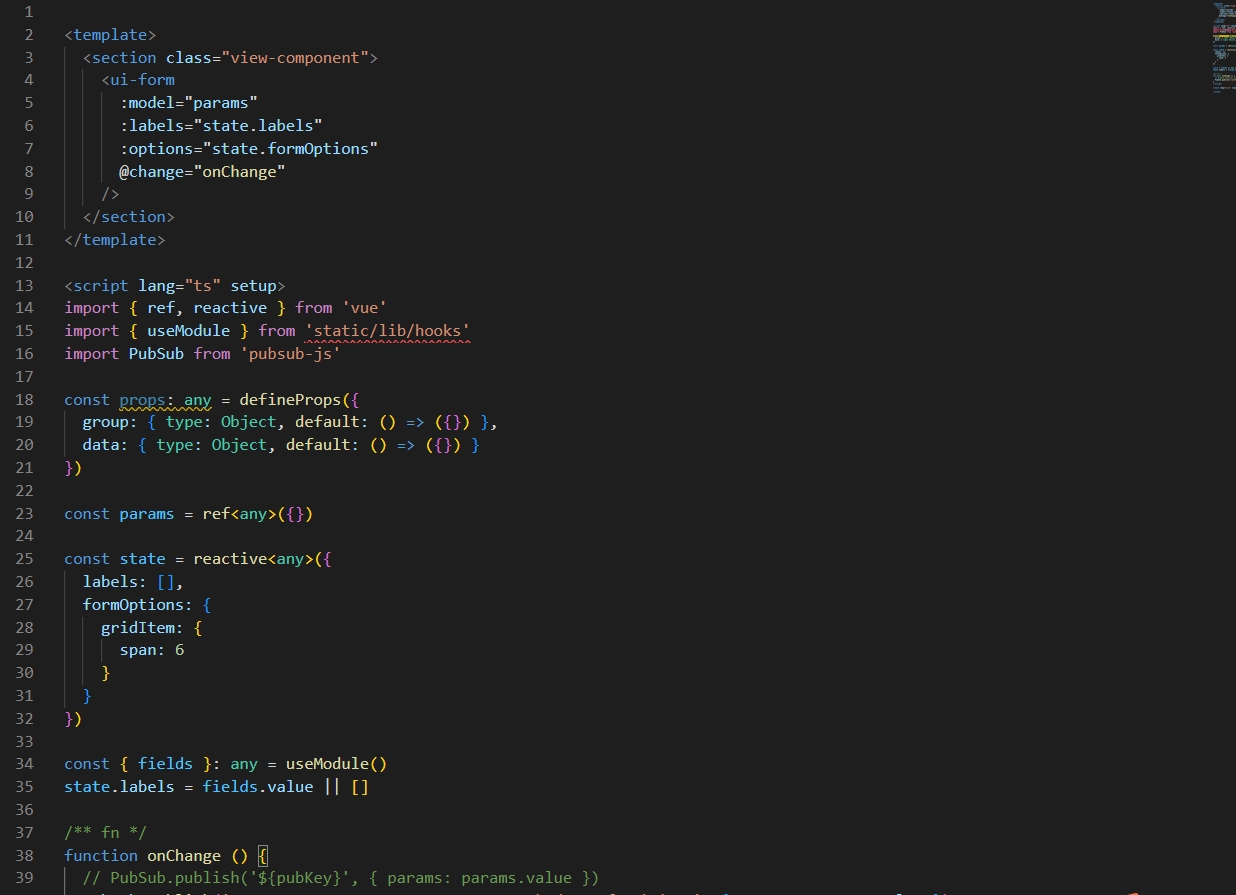 1
2 <template>
3 <section class="view-component">
4 <ui-form
5 :model="params"
6 :labels="state.labels"
7 :options="state.formOptions"
8 @change="onChange"
9 />
10 </section>
11 </template>
12
13 <script lang="ts" setup>
14 import { ref, reactive } from 'vue'
15 import { useModule } from 'static/lib/hooks'
16 import PubSub from 'pubsub-js'
17
18 const props: any = defineProps({
19 group: { type: Object, default: () => ({}) },
20 data: { type: Object, default: () => ({}) }
21 })
22
23 const params = ref<any>({})
24
25 const state = reactive<any>({
26 labels: [],
27 formOptions: {
28 gridItem: {
29 span: 6
30 }
31 }
32 })
33
34 const { fields }: any = useModule()
35 state.labels = fields.value || []
36
37 /** fn */
38 function onChange () {
39 // PubSub.publish('${pubKey}', { params: params.value })